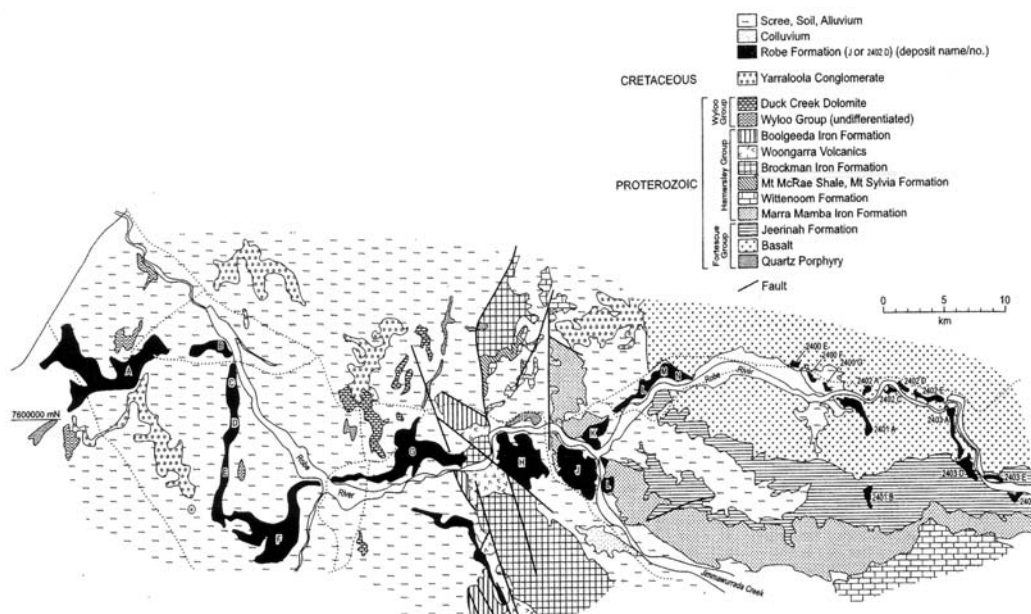 Scree, Soil, Alluvium
Colluvium
Robe Formation (J or 2402 D) (deposit name/no.)
CRETACEOUS
Yarraloola Conglomerate
PROTEROZOIC
Wyloo Group
Duck Creek Dolomite
Wyloo Group (undifferentiated)
Hamersley Group
Boolgeeda Iron Formation
Woongarra Volcanics
Brockman Iron Formation
Mt McRae Shale, Mt Sylvia Formation
Wittenoom Formation
Marra Mamba Iron Formation
Fortescue Group
Jeerinah Formation
Basalt
Quartz Porphyry
Fault
0 5 10
km
7600000 mN
A
B
C
D
E
F
G
H
J
K
L
M
Robe
River
Robe
River
Jimmawurrada Creek
2400 E
2400 F
2400 G
2402 C
2402 D
2402 E
2401 A
2403 A
2401 B
2403 D
2403 E